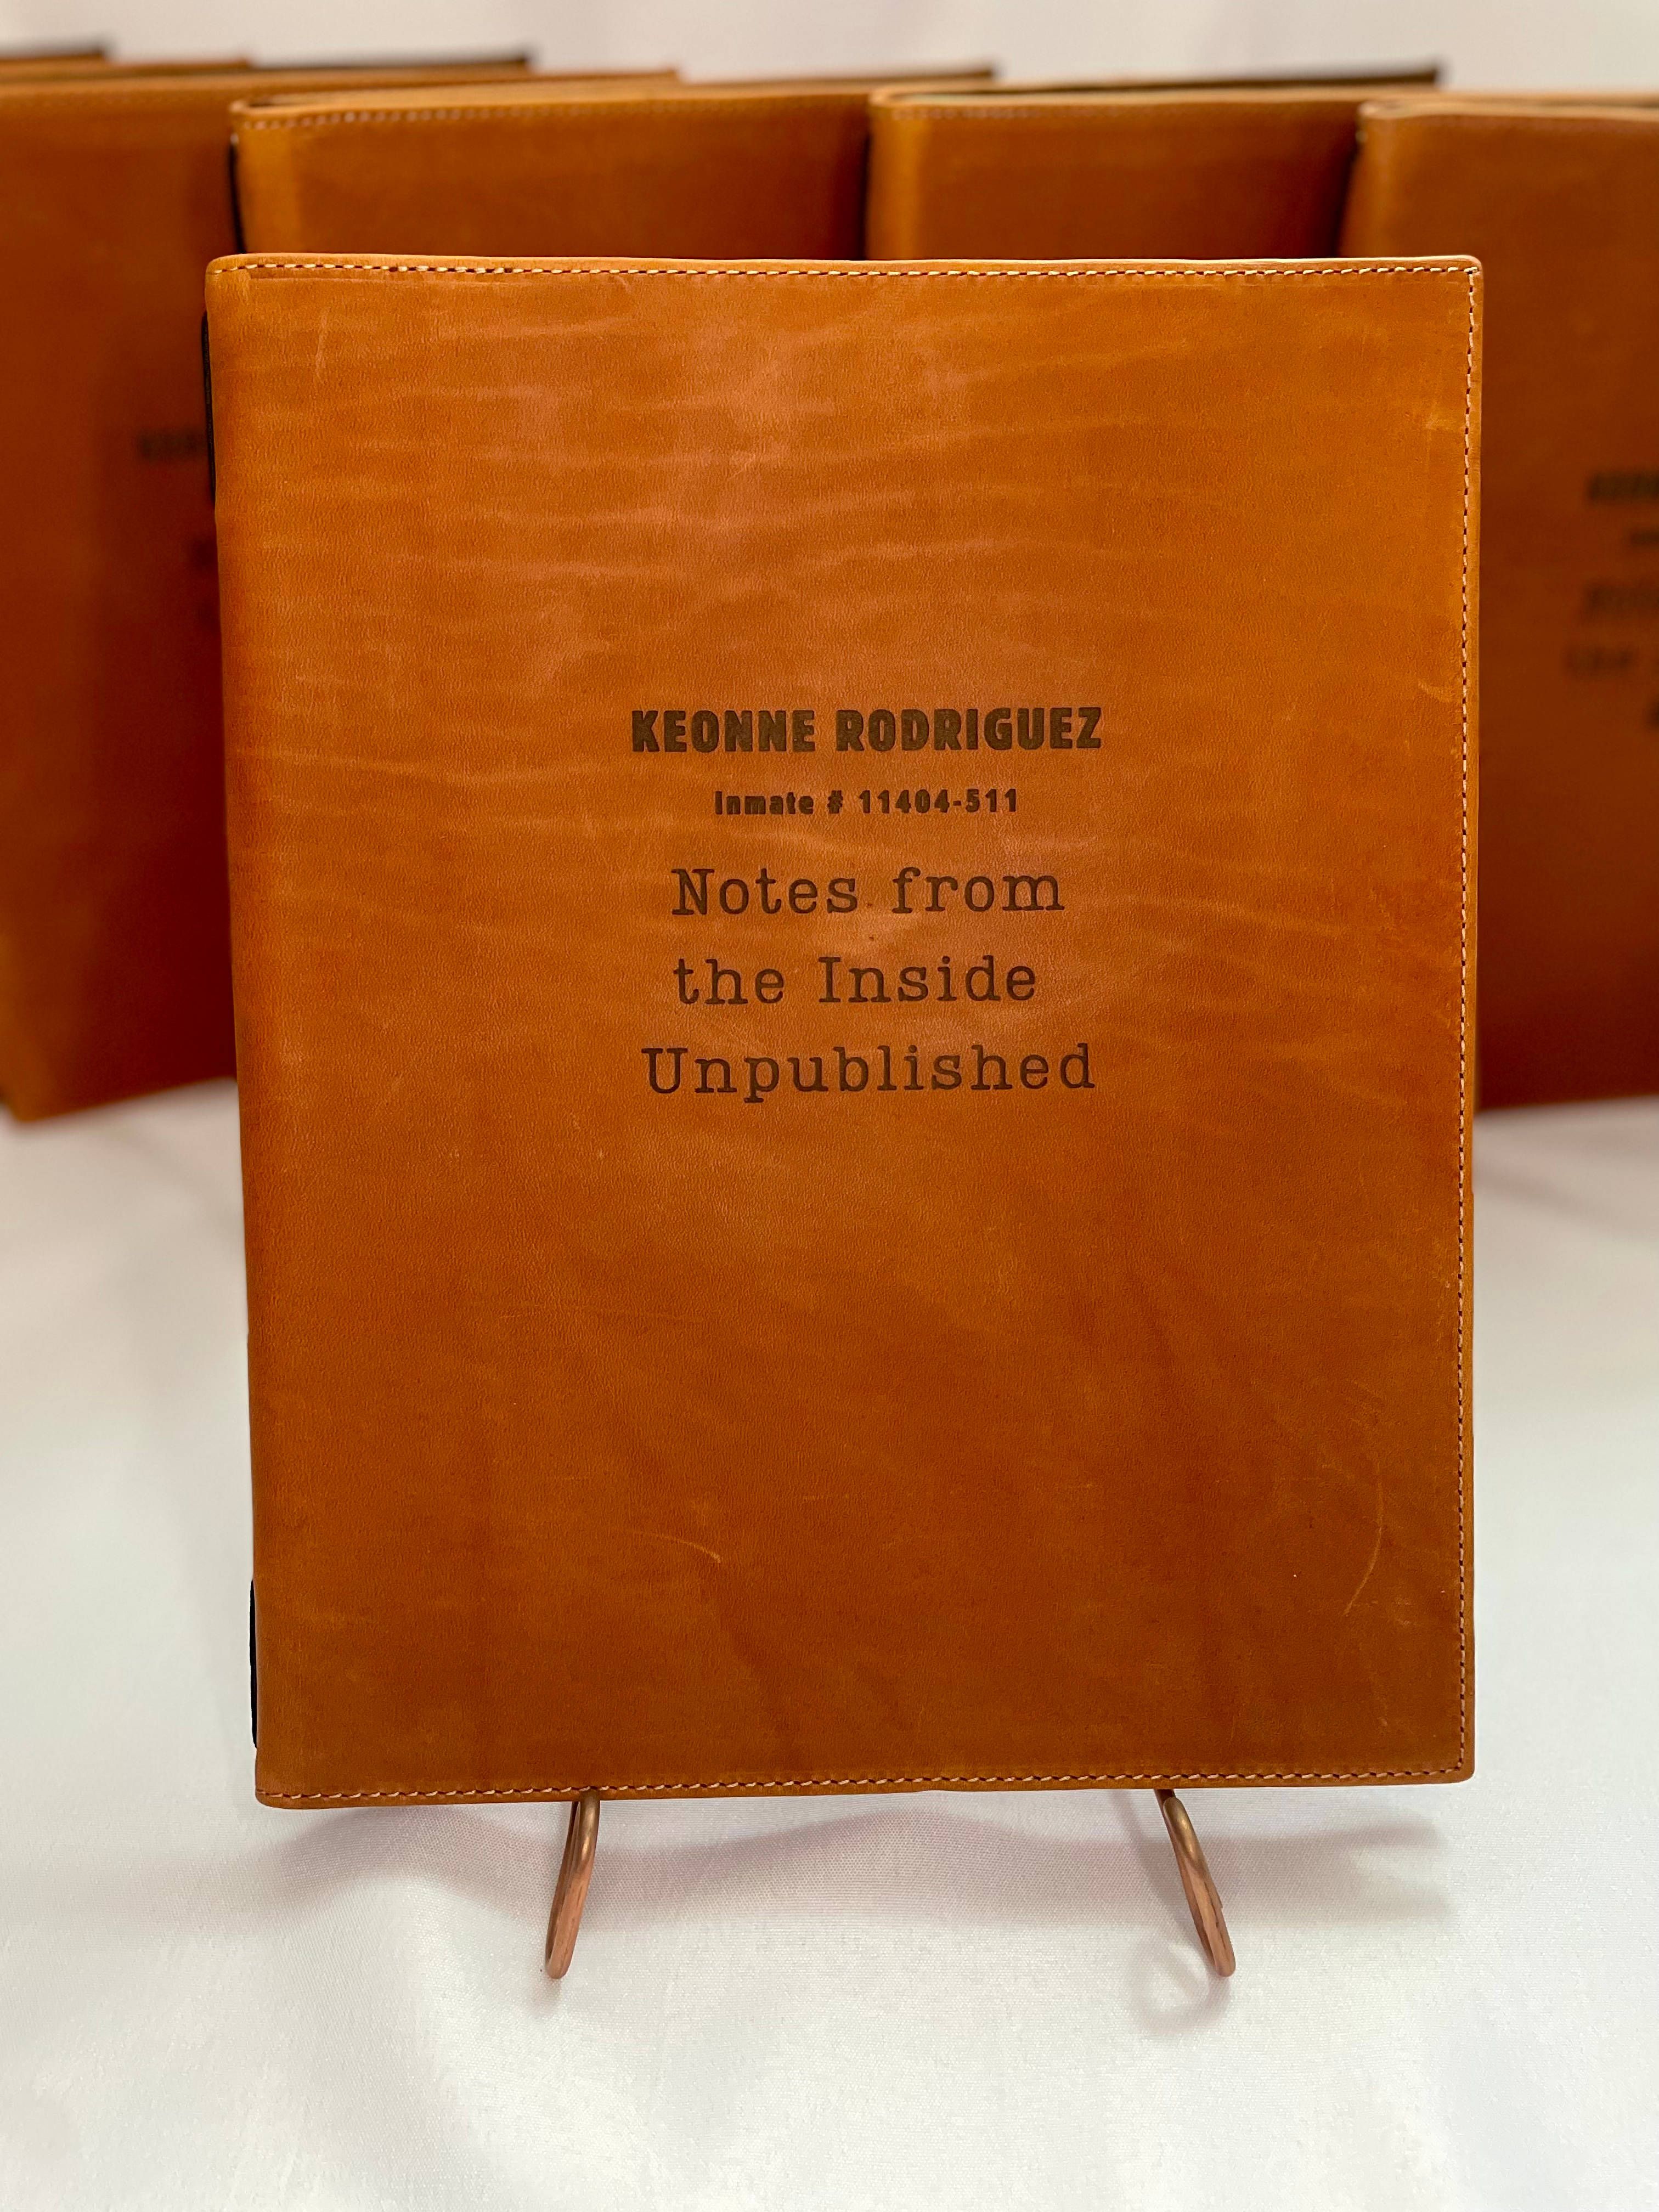 KEONNE RODRIGUEZ
Inmate # 11404-511
Notes from
the Inside
Unpublished